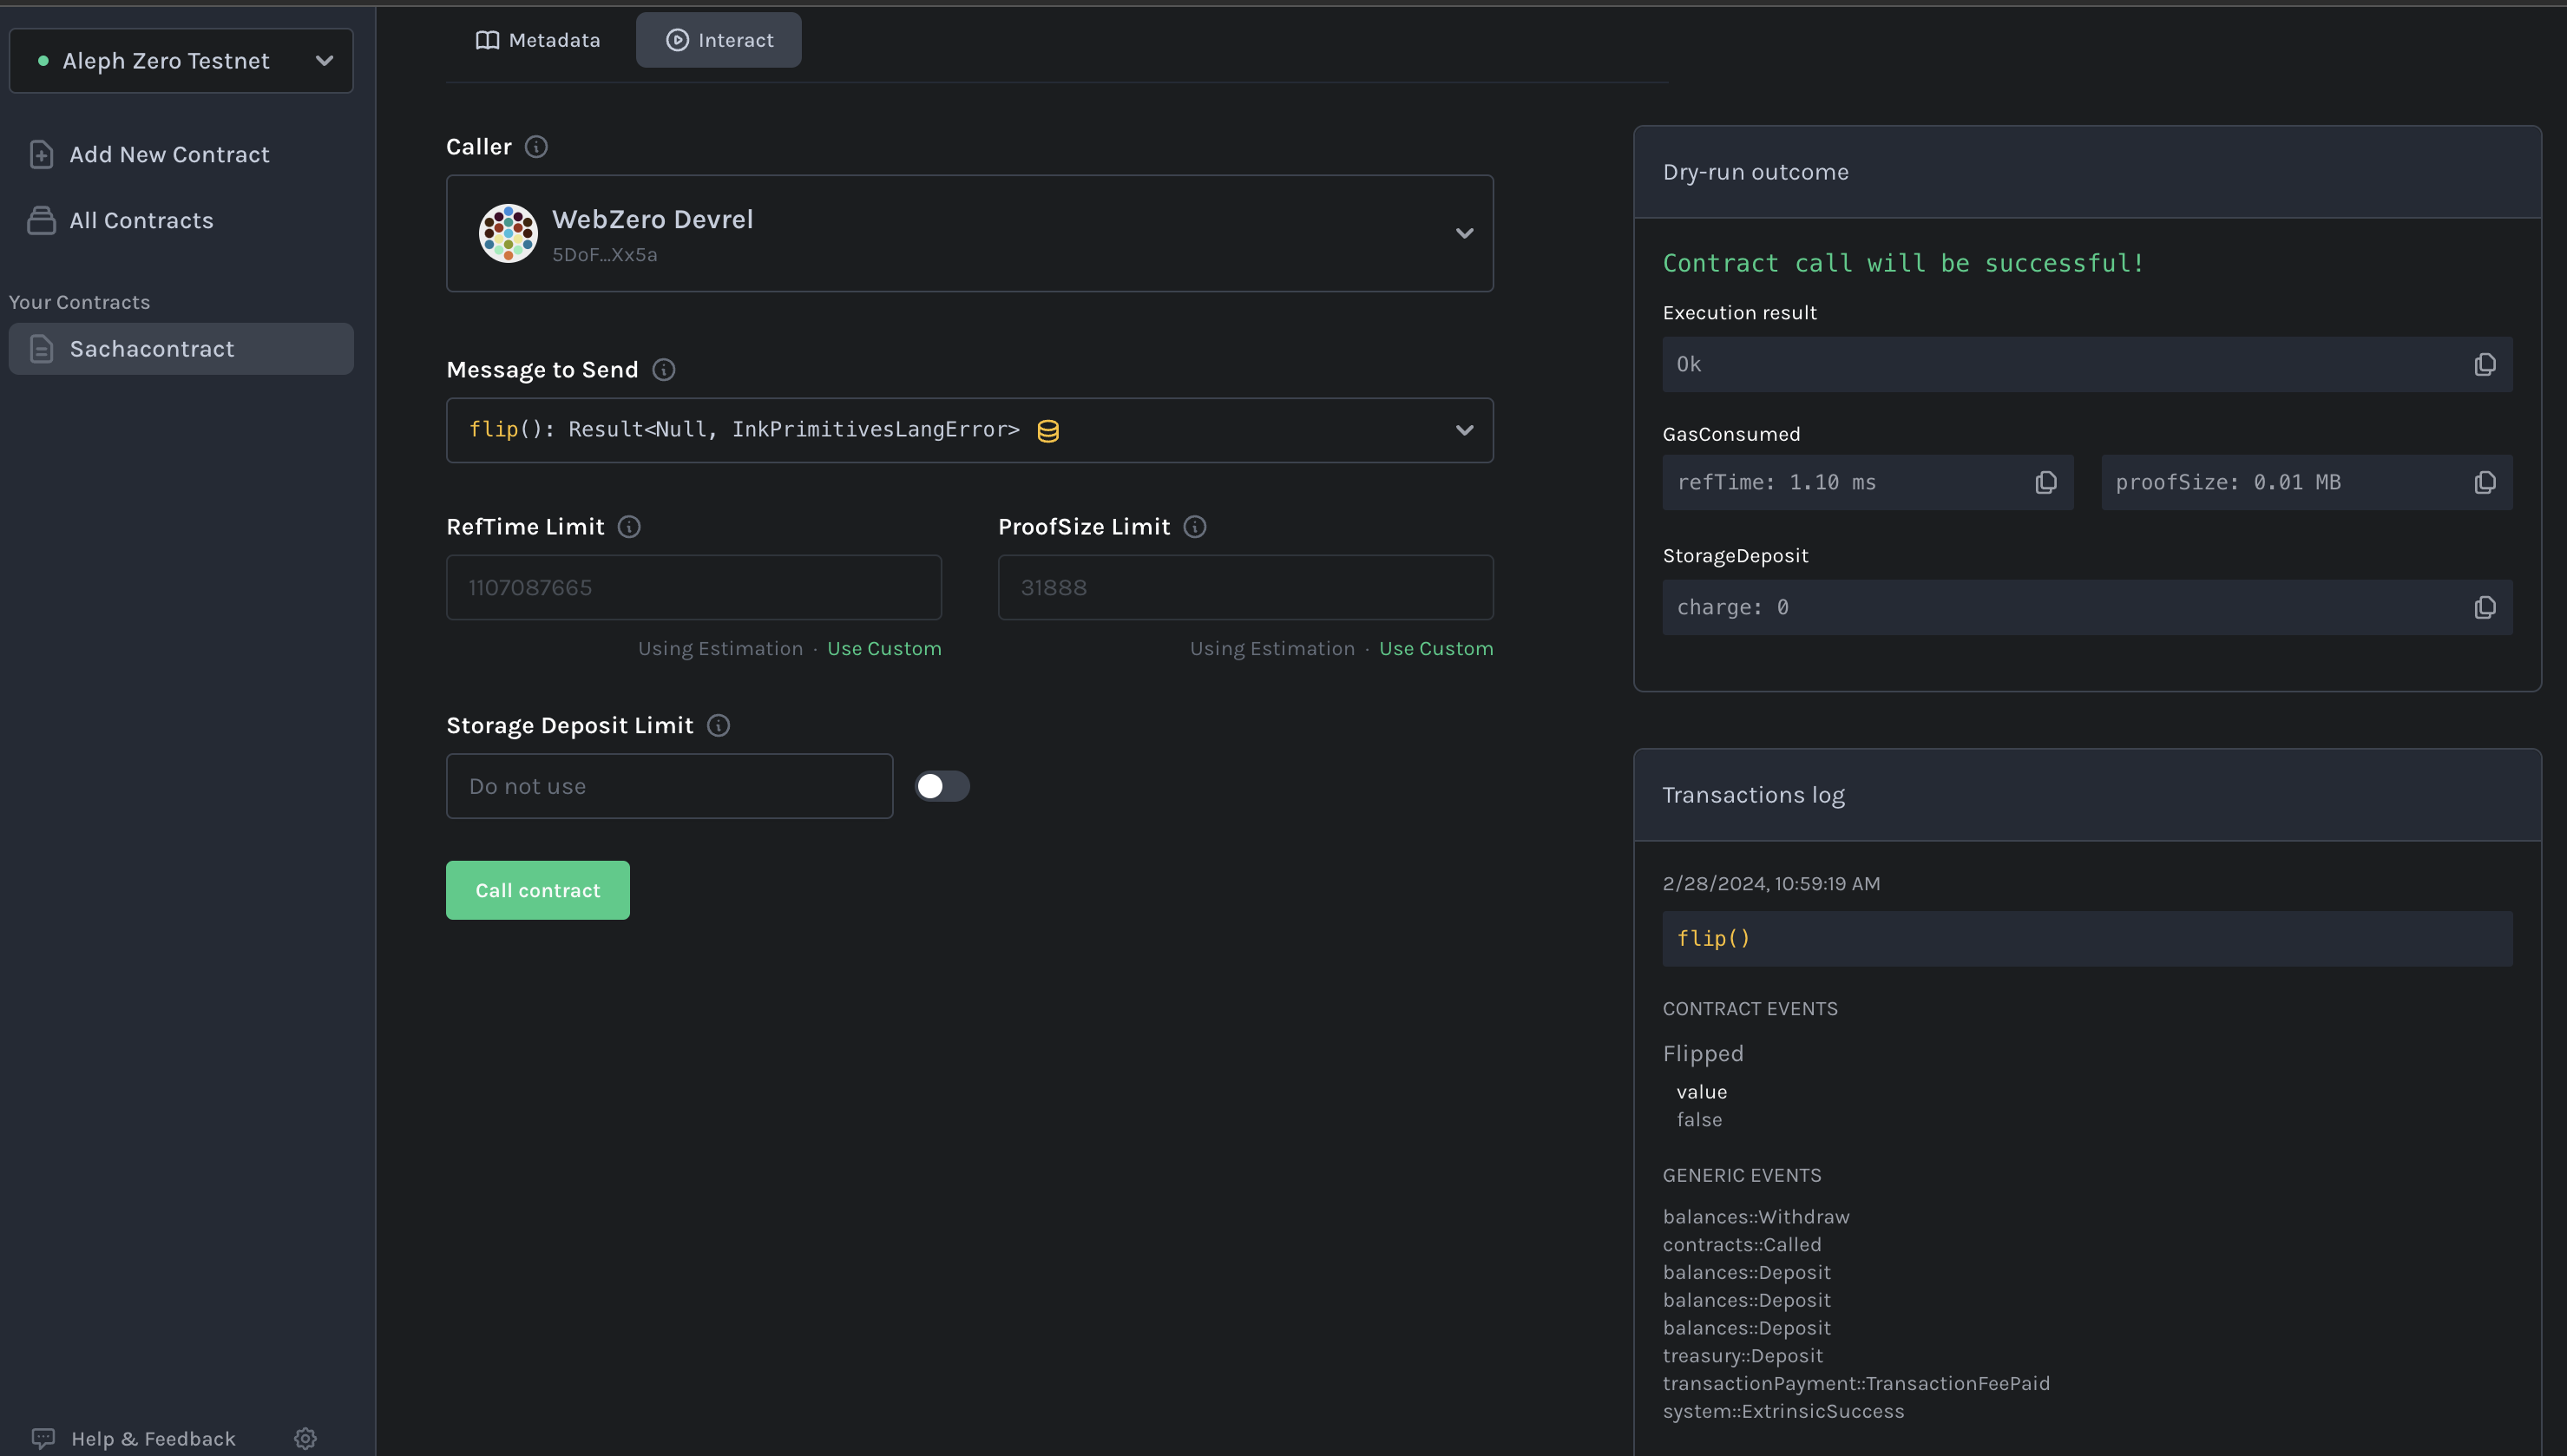 Aleph Zero Testnet
Add New Contract
All Contracts
Your Contracts
Sachacontract
Help & Feedback
Metadata
Interact
Caller
WebZero Devrel
5DoF...Xx5a
Message to Send
flip(): Result<Null, InkPrimitivesLangError>
RefTime Limit
1107087665
Using Estimation · Use Custom
ProofSize Limit
31888
Using Estimation · Use Custom
Storage Deposit Limit
Do not use
Call contract
Dry-run outcome
Contract call will be successful!
Execution result
Ok
GasConsumed
refTime: 1.10 ms
proofSize: 0.01 MB
StorageDeposit
charge: 0
Transactions log
2/28/2024, 10:59:19 AM
flip()
CONTRACT EVENTS
Flipped
value
false
GENERIC EVENTS
balances::Withdraw
contracts::Called
balances::Deposit
balances::Deposit
balances::Deposit
treasury::Deposit
transactionPayment::TransactionFeePaid
system::ExtrinsicSuccess